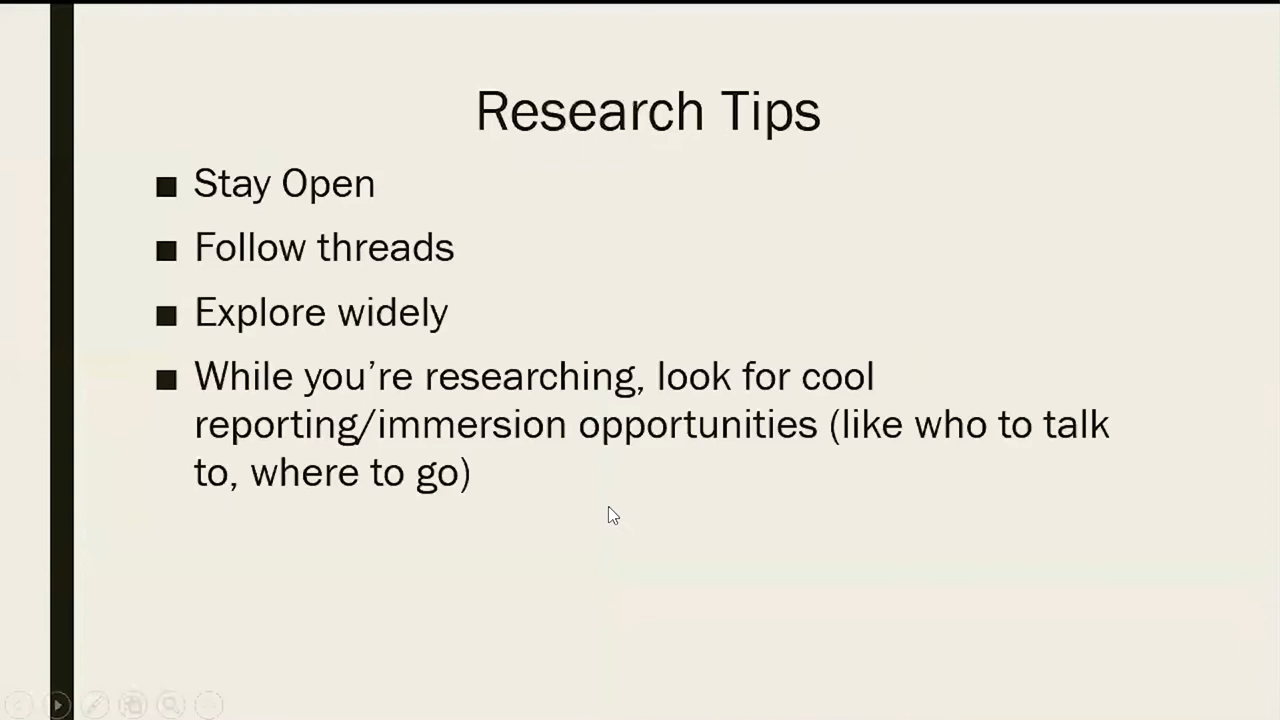 Research Tips
■ Stay Open
■ Follow threads
■ Explore widely
■ While you’re researching, look for cool
reporting/immersion opportunities (like who to talk
to, where to go)